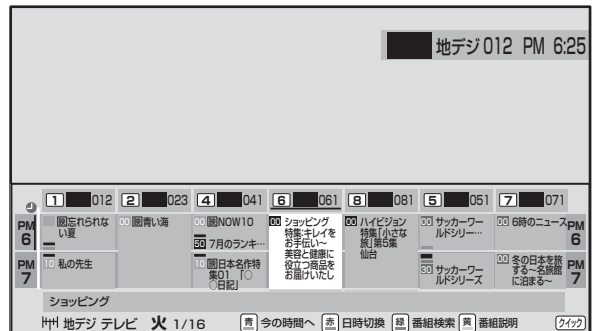 地デジ 012 PM 6:25
1 012 2 023 4 041 6 061 8 081 5 051 7 071
PM 6
忘れられない夏
00 青い海
00 NOW10
50 7月のランキ…
00 ショッピング
特集:キレイを
お手伝い~
美容と健康に
役立つ商品を
お届けいたし
00 ハイビジョン
特集「小さな
旅」第5集
仙台
00 サッカーワー
ルドシリー…
00 6時のニュース
PM 6
PM 7
10 私の先生
10 日本名作特
集01 「○
○日記」
30 サッカーワー
ルドシリーズ
00 冬の日本を旅
する~名旅館
に泊まる~
PM 7
ショッピング
地デジ テレビ 火 1/16 青 今の時間へ 赤 日時切換 緑 番組検索 黄 番組説明 クイック